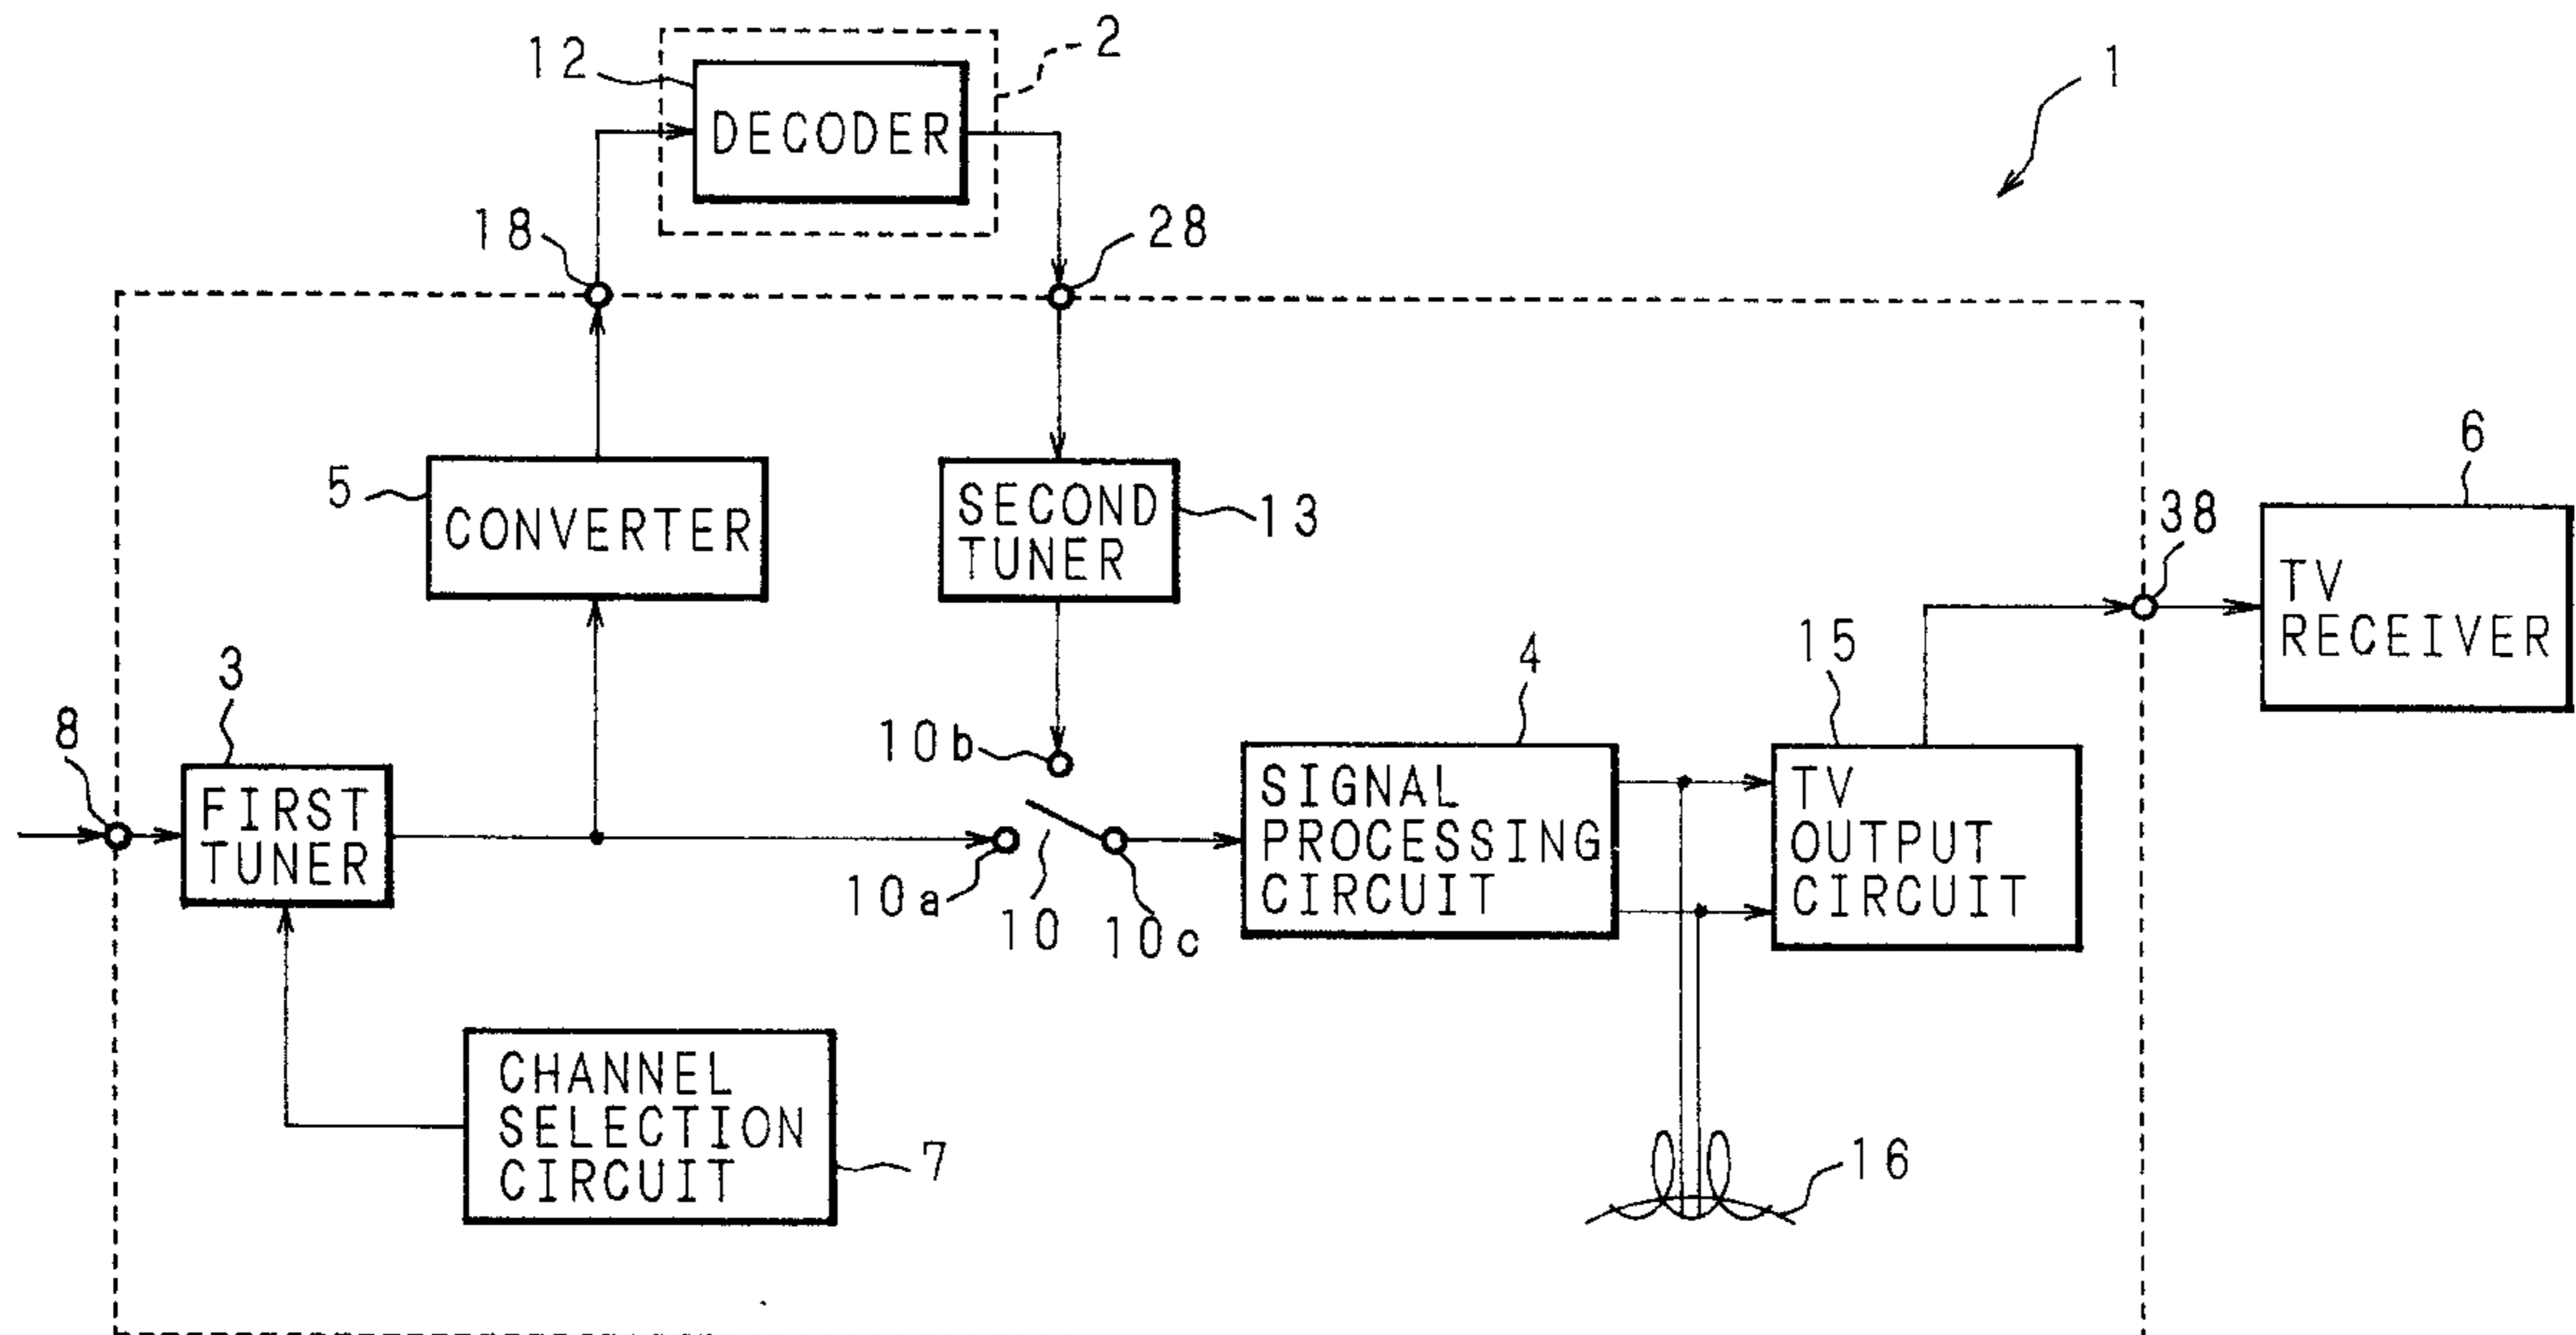 12
DECODER
2
1
18
28
5
CONVERTER
SECOND
TUNER
13
6
38
TV
RECEIVER
3
8
FIRST
TUNER
10b
10a
10
10c
4
SIGNAL
PROCESSING
CIRCUIT
15
TV
OUTPUT
CIRCUIT
CHANNEL
SELECTION
CIRCUIT
7
16